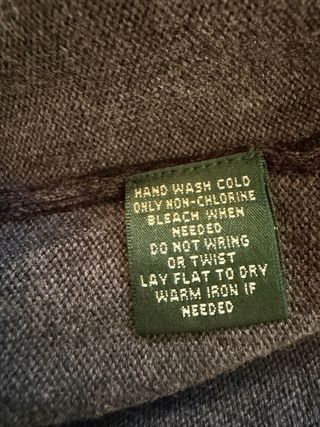 HAND WASH COLD
ONLY NON-CHLORINE
BLEACH WHEN
NEEDED
DO NOT WRING
OR TWIST
LAY FLAT TO DRY
WARM IRON IF
NEEDED